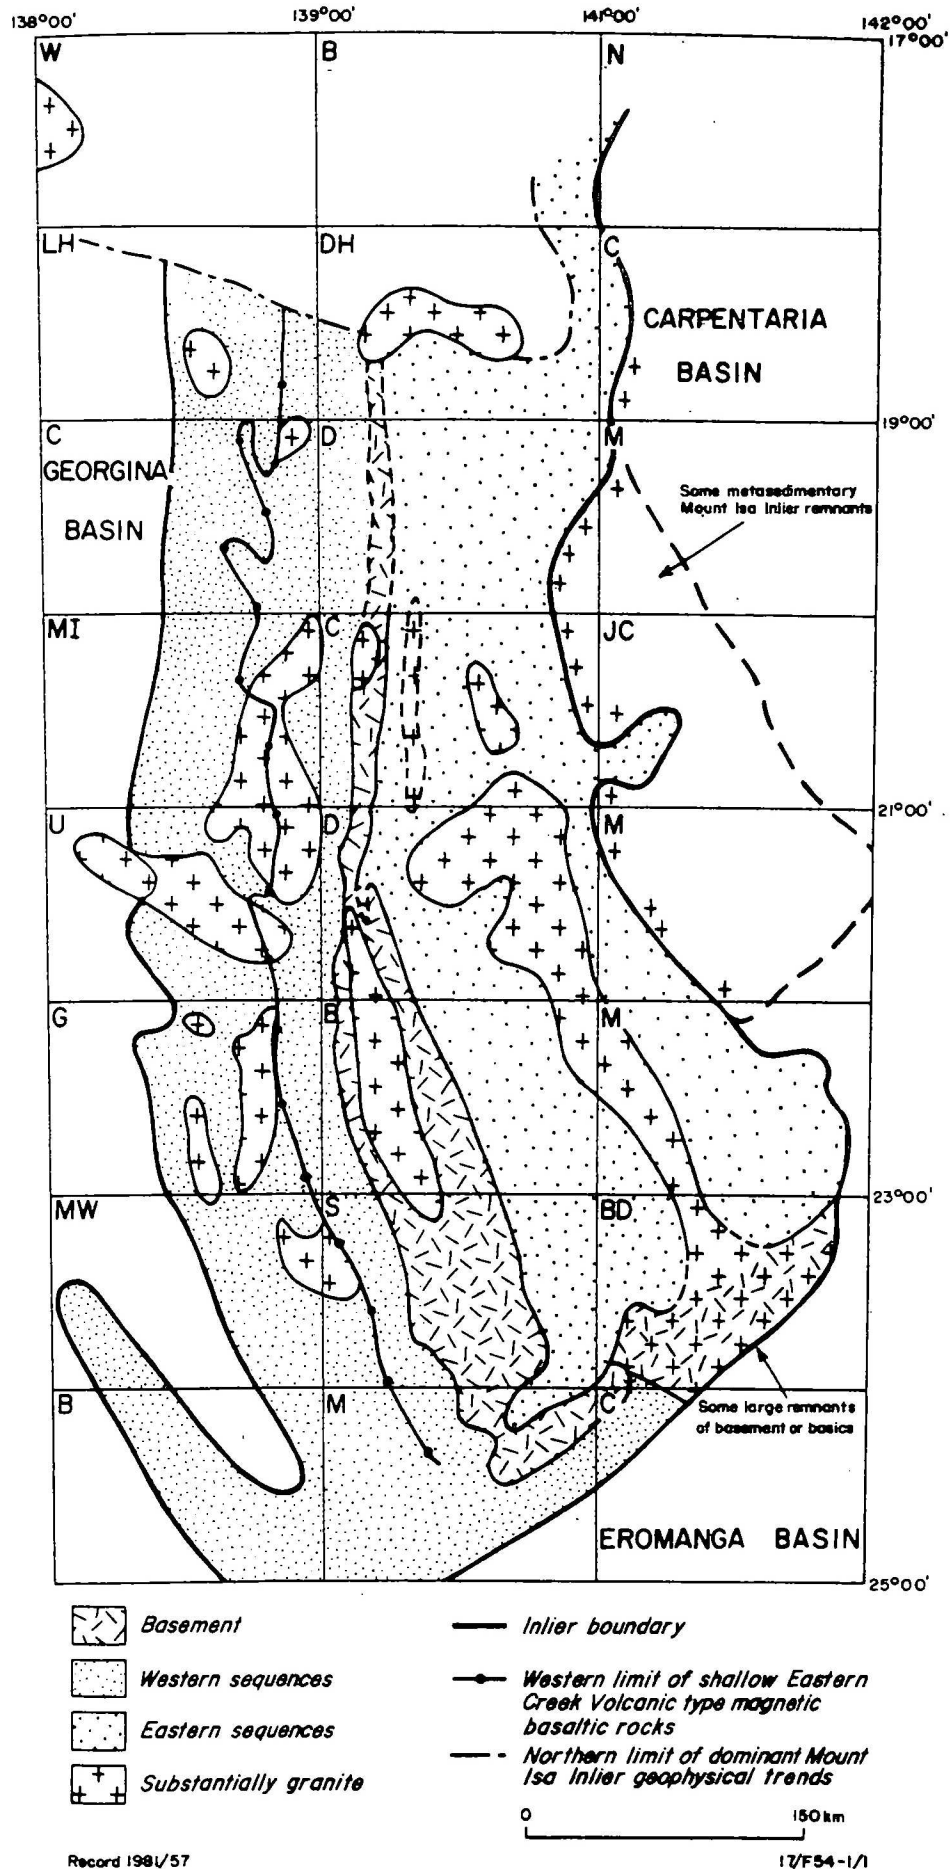 138°00'
139°00'
141°00'
142°00'
17°00'
W
B
N
LH
DH
C
CARPENTARIA
BASIN
19°00'
C
D
M
GEORGINA
BASIN
Some metasedimentary
Mount Isa Inlier remnants
MI
C
JC
21°00'
U
D
M
G
B
M
23°00'
MW
S
BD
B
M
C
Some large remnants
of basement or basics
EROMANGA BASIN
25°00'
Basement
Western sequences
Eastern sequences
Substantially granite
Inlier boundary
Western limit of shallow Eastern
Creek Volcanic type magnetic
basaltic rocks
Northern limit of dominant Mount
Isa Inlier geophysical trends
0 150 km
Record 1981/57
17/F54-1/1